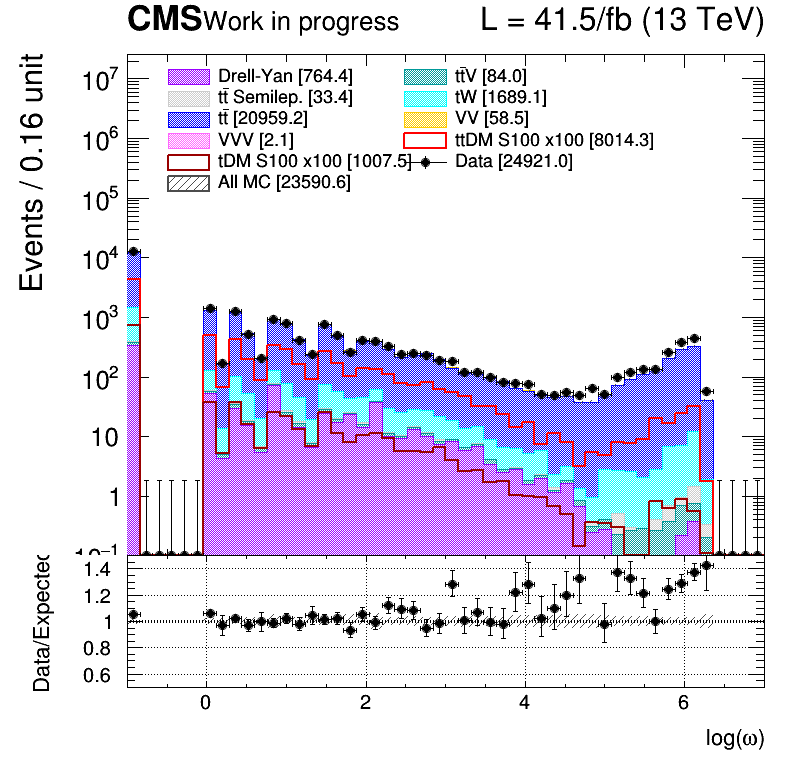 CMS Work in progress L = 41.5/fb (13 TeV)
Events / 0.16 unit
10⁷
10⁶
10⁵
10⁴
10³
10²
10
1
10⁻¹
Drell-Yan [764.4]
tt̄V [84.0]
tt̄ Semilep. [33.4]
tW [1689.1]
tt̄ [20959.2]
VV [58.5]
VVV [2.1]
ttDM S100 x100 [8014.3]
tDM S100 x100 [1007.5]
Data [24921.0]
All MC [23590.6]
Data/Expected
1.4
1.2
1
0.8
0.6
0 2 4 6
log(ω)